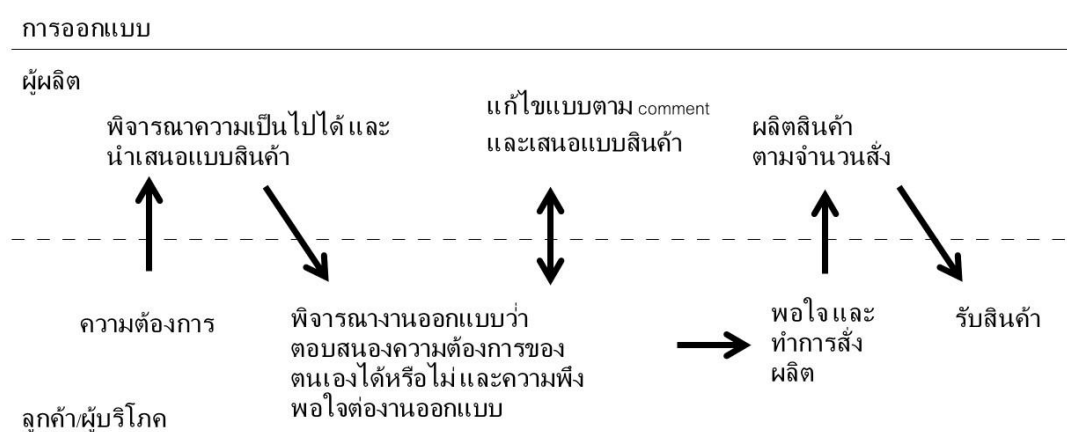 การออกแบบ
ผู้ผลิต
พิจารณาความเป็นไปได้ และ
นำเสนอแบบสินค้า
แก้ไขแบบตาม comment
และเสนอแบบสินค้า
ผลิตสินค้า
ตามจำนวนสั่ง
ความต้องการ
พิจารณางานออกแบบว่า
ตอบสนองความต้องการของ
ตนเองได้หรือไม่ และความพึง
พอใจต่องานออกแบบ
พอใจ และ
ทำการสั่ง
ผลิต
รับสินค้า
ลูกค้า/ผู้บริโภค